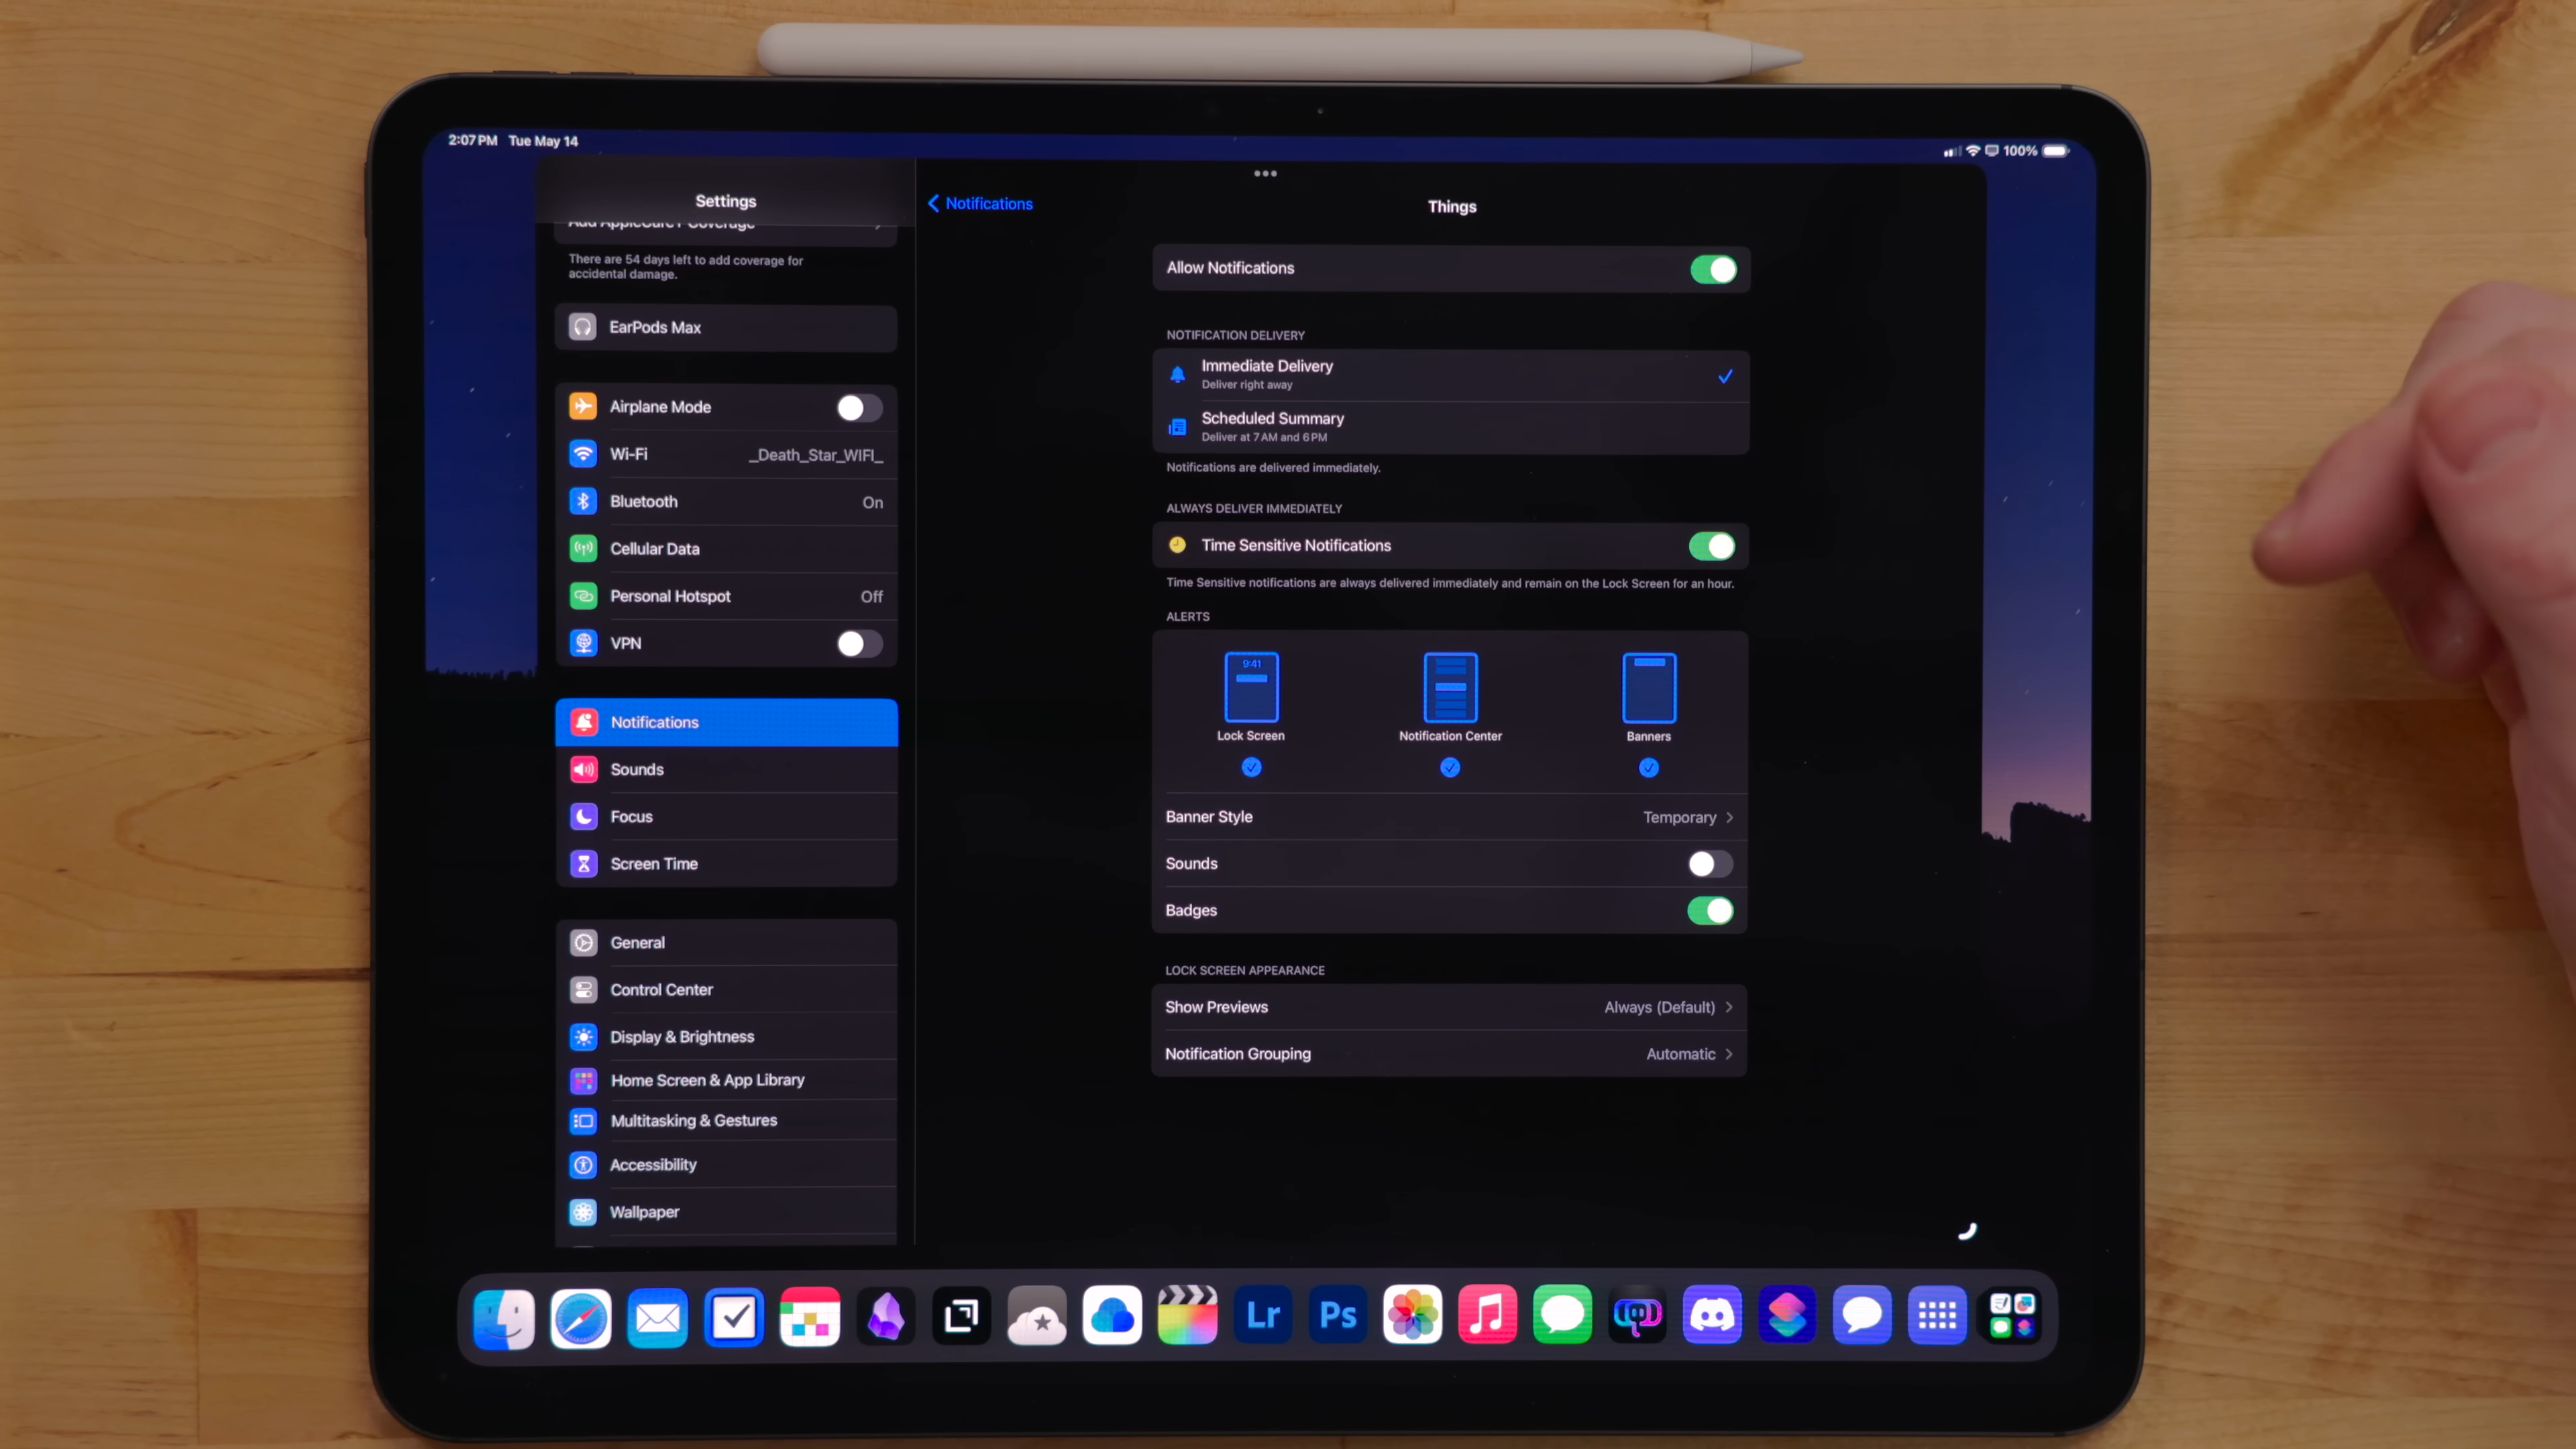 2:07 PM Tue May 14
100%
Settings
Add AppleCare+ Coverage
There are 54 days left to add coverage for
accidental damage.
EarPods Max
Airplane Mode
Wi-Fi _Death_Star_WIFI_
Bluetooth On
Cellular Data
Personal Hotspot Off
VPN
Notifications
Sounds
Focus
Screen Time
General
Control Center
Display & Brightness
Home Screen & App Library
Multitasking & Gestures
Accessibility
Wallpaper
Notifications
Things
Allow Notifications
NOTIFICATION DELIVERY
Immediate Delivery
Deliver right away
Scheduled Summary
Deliver at 7 AM and 6 PM
Notifications are delivered immediately.
ALWAYS DELIVER IMMEDIATELY
Time Sensitive Notifications
Time Sensitive notifications are always delivered immediately and remain on the Lock Screen for an hour.
ALERTS
9:41
Lock Screen Notification Center Banners
Banner Style Temporary
Sounds
Badges
LOCK SCREEN APPEARANCE
Show Previews Always (Default)
Notification Grouping Automatic
Lr Ps